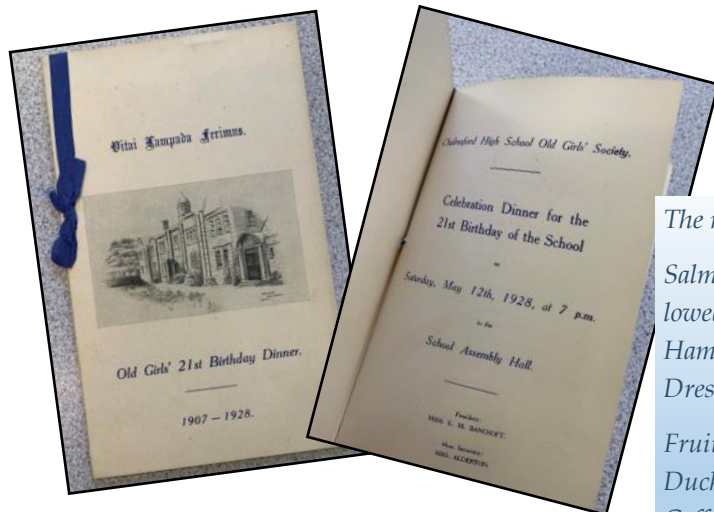 Vitai Lampada Ferimus.
Old Girls' 21st Birthday Dinner.
1907 — 1928.
Chelmsford High School Old Girls' Society.
Celebration Dinner for the
21st Birthday of the School
on
Saturday, May 12th, 1928, at 7 p.m.
in the
School Assembly Hall.
President:
MISS L. M. BANCROFT.
Hon. Secretary:
MRS. ALDERTON.
The
Salm
lowed
Ham
Dres
Fruit
Duch